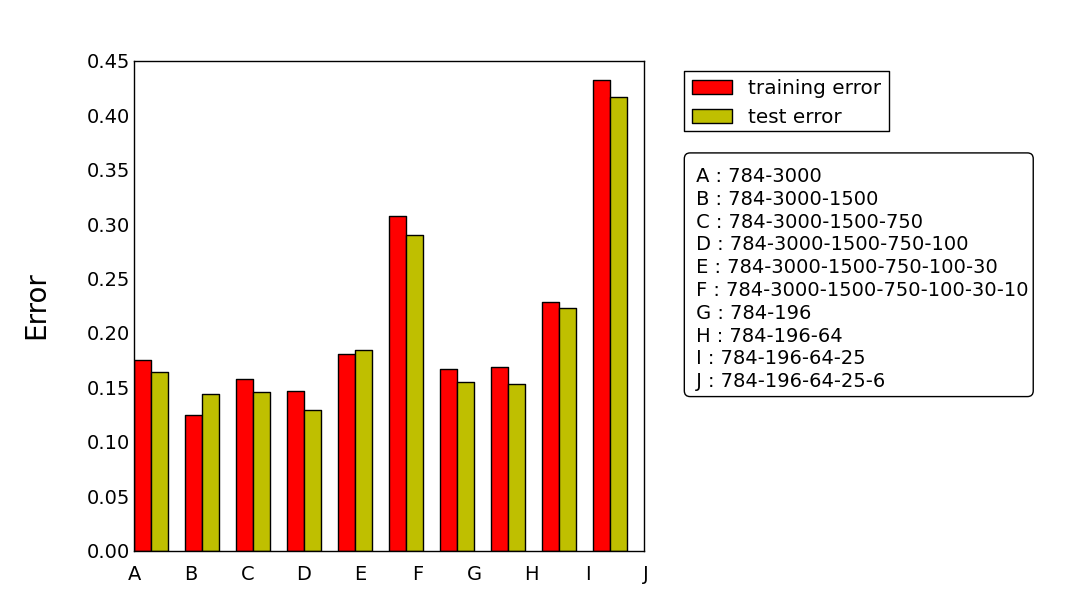 0.45
0.40
0.35
0.30
0.25
0.20
0.15
0.10
0.05
0.00
Error
A B C D E F G H I J
training error
test error
A : 784-3000
B : 784-3000-1500
C : 784-3000-1500-750
D : 784-3000-1500-750-100
E : 784-3000-1500-750-100-30
F : 784-3000-1500-750-100-30-10
G : 784-196
H : 784-196-64
I : 784-196-64-25
J : 784-196-64-25-6